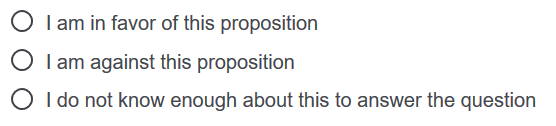 I am in favor of this proposition
I am against this proposition
I do not know enough about this to answer the question